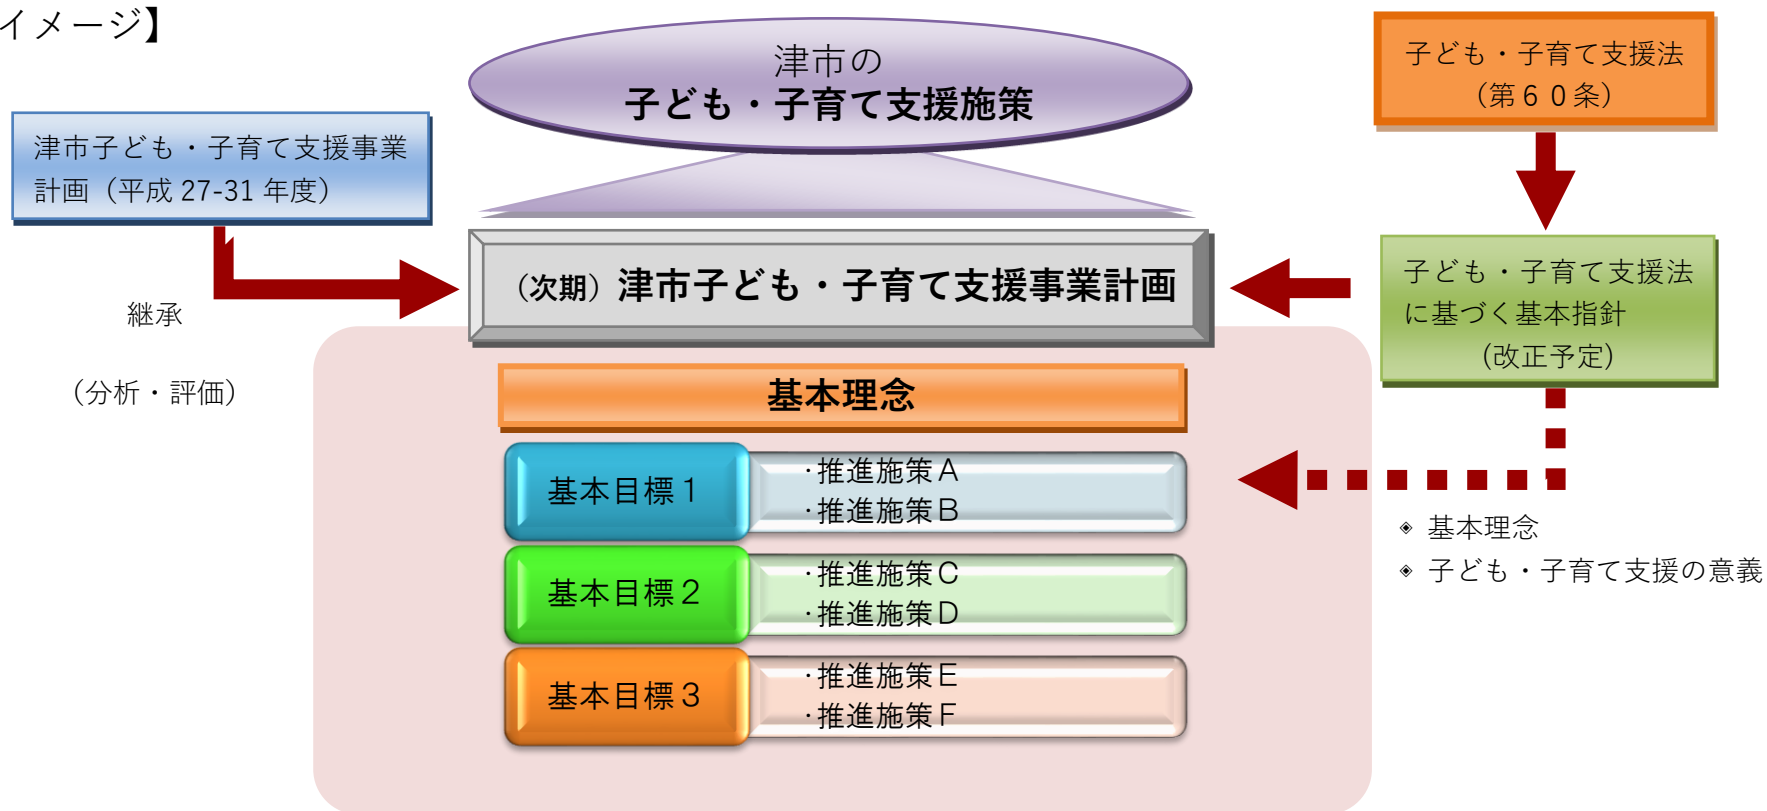 イメージ】
津市の
子ども・子育て支援施策
子ども・子育て支援法
（第６０条）
津市子ども・子育て支援事業
計画（平成 27-31 年度）
（次期）津市子ども・子育て支援事業計画
子ども・子育て支援法
に基づく基本指針
(改正予定)
継承
（分析・評価）
基本理念
基本目標１
・推進施策Ａ
・推進施策Ｂ
基本目標２
・推進施策Ｃ
・推進施策Ｄ
基本目標３
・推進施策Ｅ
・推進施策Ｆ
◈ 基本理念
◈ 子ども・子育て支援の意義